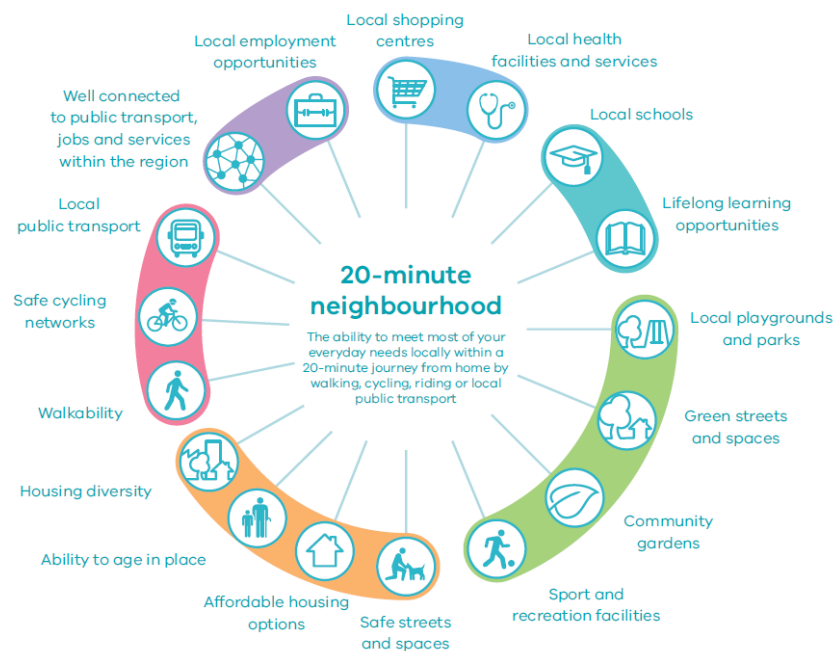 20-minute
neighbourhood
The ability to meet most of your
everyday needs locally within a
20-minute journey from home by
walking, cycling, riding or local
public transport
Local shopping
centres
Local health
facilities and services
Local schools
Lifelong learning
opportunities
Local playgrounds
and parks
Green streets
and spaces
Community
gardens
Sport and
recreation facilities
Safe streets
and spaces
Affordable housing
options
Ability to age in place
Housing diversity
Walkability
Safe cycling
networks
Local
public transport
Well connected
to public transport,
jobs and services
within the region
Local employment
opportunities